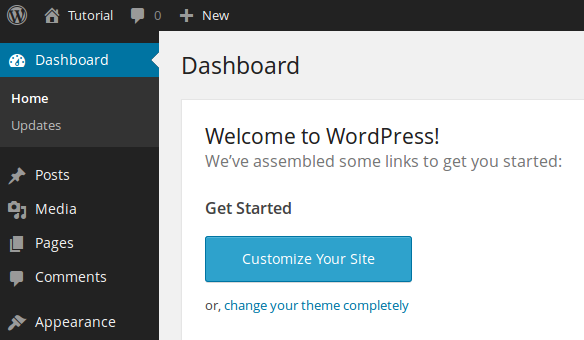 Tutorial 0 New
Dashboard
Home
Updates
Posts
Media
Pages
Comments
Appearance
Dashboard
Welcome to WordPress!
We've assembled some links to get you started:
Get Started
Customize Your Site
or, change your theme completely